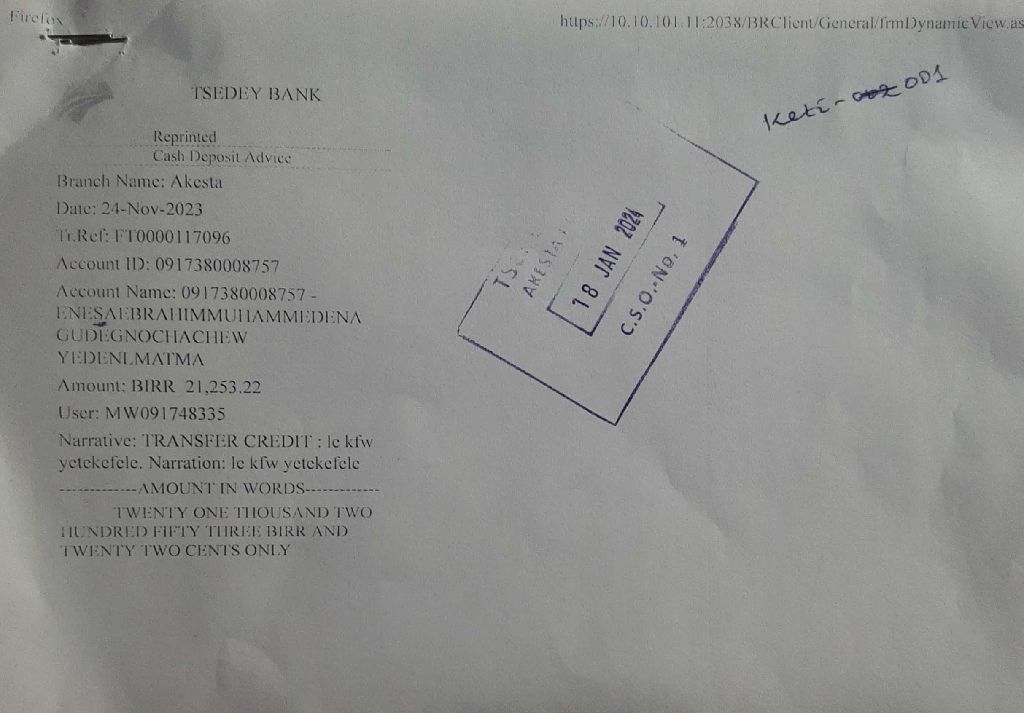 Firefox
https://10.10.101.11:2038/BRClient/General/frmDynamicView.as
Keti- 001
TSEDEY BANK
Reprinted
Cash Deposit Advice
Branch Name: Akesta
Date: 24-Nov-2023
Tr.Ref: FT0000117096
Account ID: 0917380008757
Account Name: 0917380008757 -
ENESAEBRAHIMMUHAMMEDENA
GUDEGNOCHACHEW
YEDENLMATMA
Amount: BIRR 21,253.22
User: MW091748335
Narrative: TRANSFER CREDIT : le kfw
yetekefele. Narration: le kfw yetekefele
-------------AMOUNT IN WORDS-------------
TWENTY ONE THOUSAND TWO
HUNDRED FIFTY THREE BIRR AND
TWENTY TWO CENTS ONLY
AKESTA
18 JAN 2024
C.S.O.-No. 1